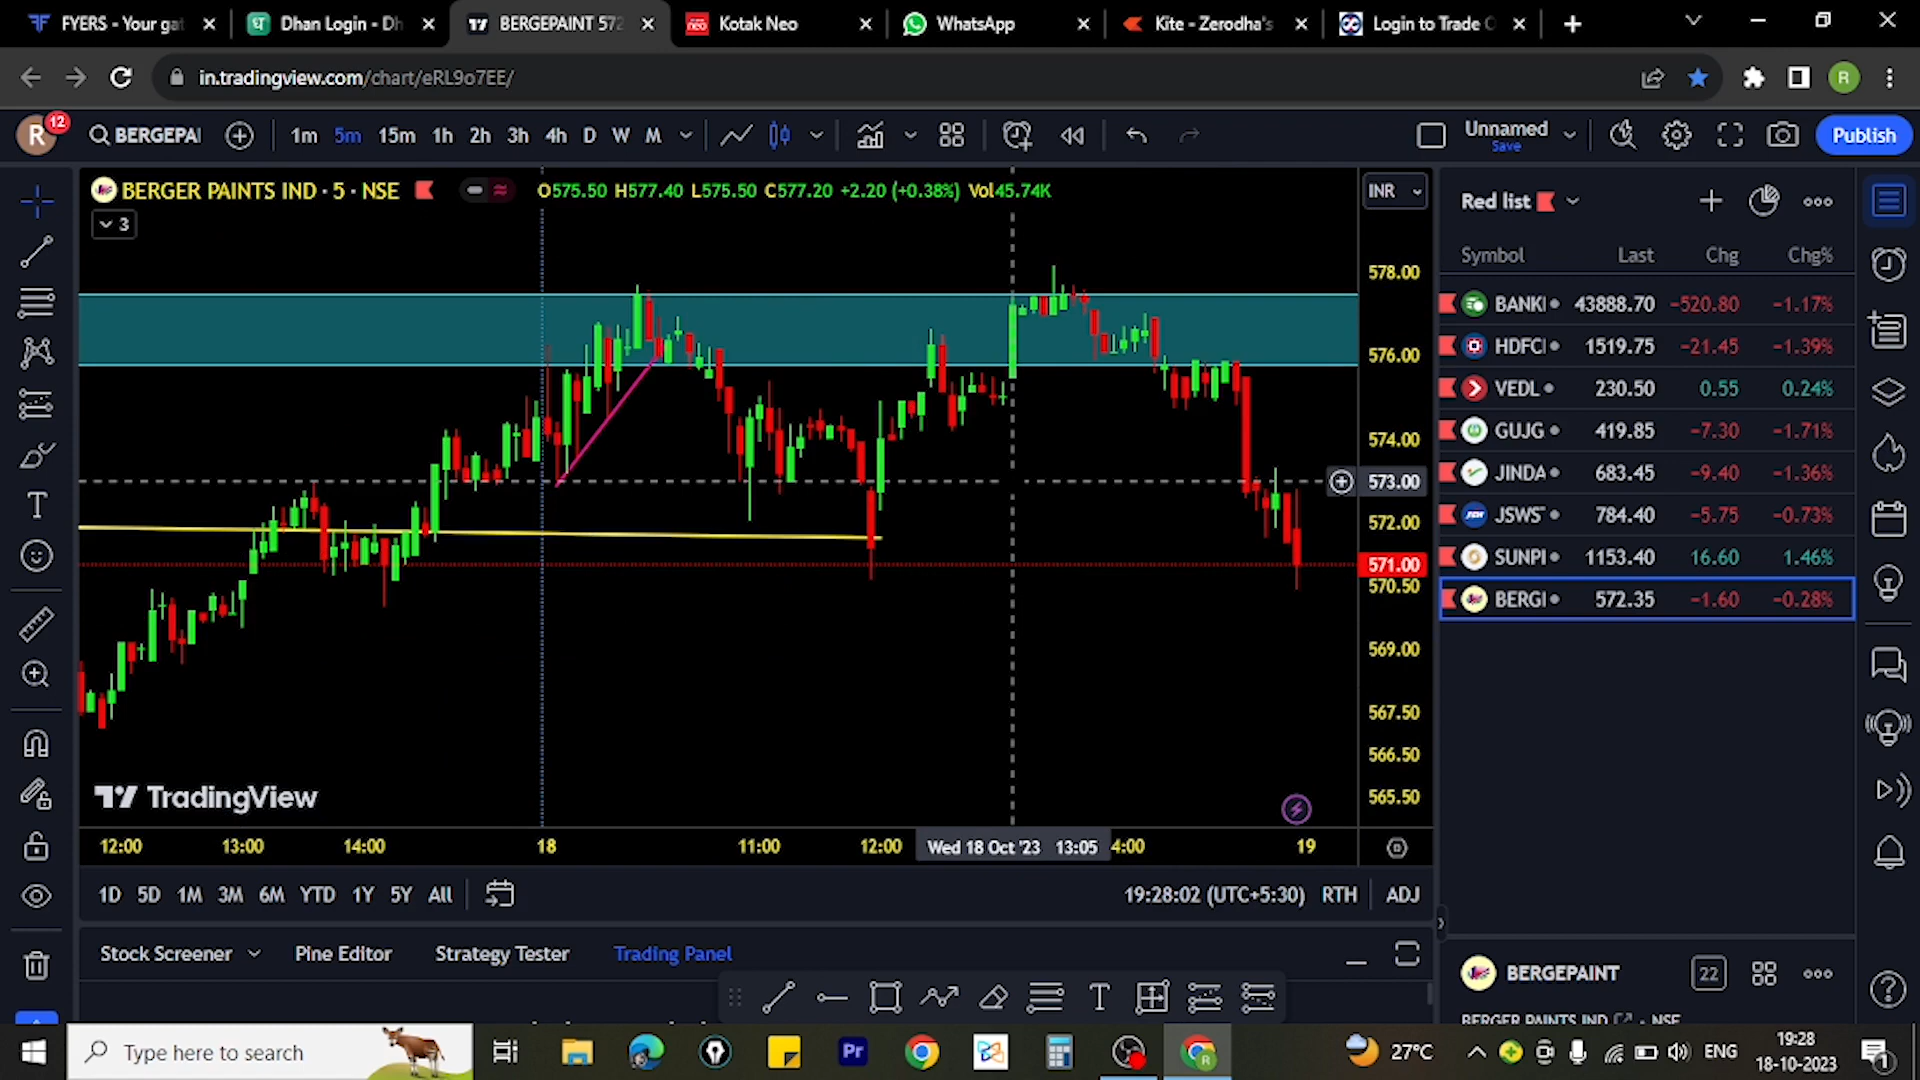 FYERS - Your gat
Dhan Login - Dh
BERGEPAINT 572
Kotak Neo
WhatsApp
Kite - Zerodha's
Login to Trade C
in.tradingview.com/chart/eRL9o7EE/
R
R 12
BERGEPAI
1m 5m 15m 1h 2h 3h 4h D W M
Unnamed
Save
Publish
BERGER PAINTS IND · 5 · NSE
O575.50 H577.40 L575.50 C577.20 +2.20 (+0.38%) Vol45.74K
INR
3
578.00
576.00
574.00
573.00
572.00
571.00
570.50
569.00
567.50
566.50
565.50
TradingView
12:00 13:00 14:00 18 11:00 12:00 Wed 18 Oct '23 13:05 4:00 19
1D 5D 1M 3M 6M YTD 1Y 5Y All
19:28:02 (UTC+5:30) RTH ADJ
Stock Screener Pine Editor Strategy Tester Trading Panel
Red list
Symbol Last Chg Chg%
BANKI 43888.70 −520.80 −1.17%
HDFCI 1519.75 −21.45 −1.39%
VEDL 230.50 0.55 0.24%
GUJG 419.85 −7.30 −1.71%
JINDA 683.45 −9.40 −1.36%
JSWST 784.40 −5.75 −0.73%
SUNPI 1153.40 16.60 1.46%
BERGI 572.35 −1.60 −0.28%
BERGEPAINT 22
BERGER PAINTS IND · NSE
Type here to search
Pr
27°C
ENG
19:28
18-10-2023
1